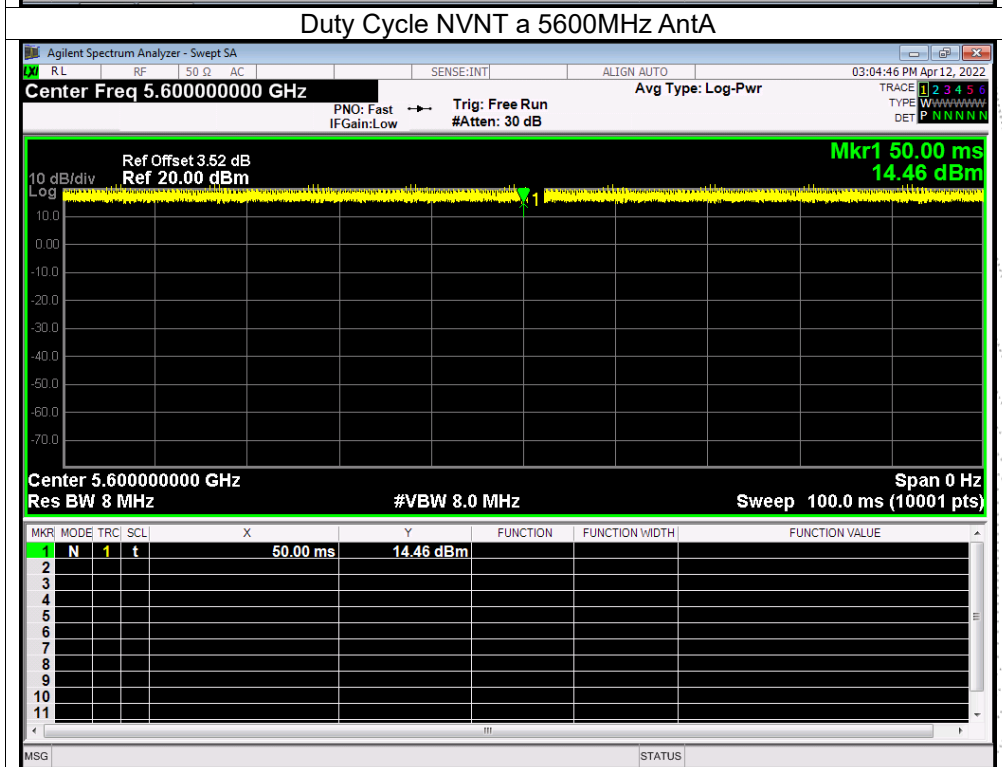 Duty Cycle NVNT a 5600MHz AntA
Agilent Spectrum Analyzer - Swept SA
LXI RL RF 50 Ω AC SENSE:INT ALIGN AUTO 03:04:46 PM Apr 12, 2022
Center Freq 5.600000000 GHz
PNO: Fast
IFGain:Low
Trig: Free Run
#Atten: 30 dB
Avg Type: Log-Pwr
TRACE 1 2 3 4 5 6
TYPE W
DET P N N N N N
Mkr1 50.00 ms
14.46 dBm
Ref Offset 3.52 dB
10 dB/div Ref 20.00 dBm
Log
1
10.0
0.00
-10.0
-20.0
-30.0
-40.0
-50.0
-60.0
-70.0
Center 5.600000000 GHz Span 0 Hz
Res BW 8 MHz #VBW 8.0 MHz Sweep 100.0 ms (10001 pts)
MKR MODE TRC SCL X Y FUNCTION FUNCTION WIDTH FUNCTION VALUE
1 N 1 t 50.00 ms 14.46 dBm
2
3
4
5
6
7
8
9
10
11
MSG STATUS